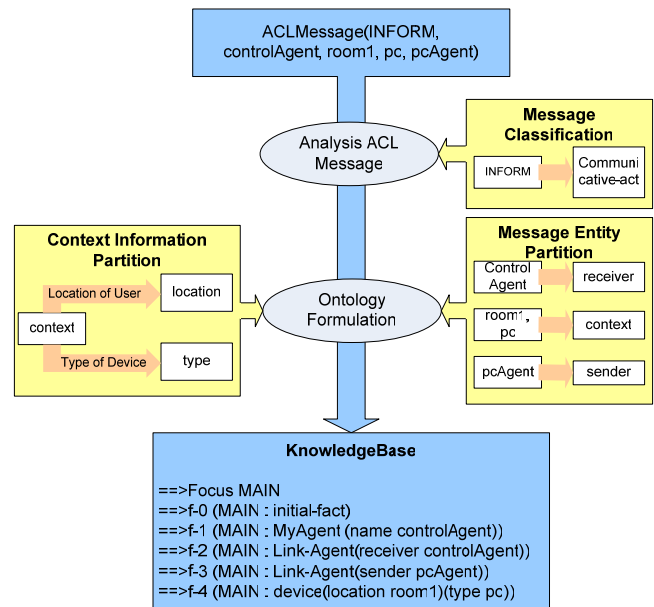 ACLMessage(INFORM,
controlAgent, room1, pc, pcAgent)
Analysis ACL
Message
Message
Classification
INFORM
Communi
cative-act
Context Information
Partition
Location of User
location
context
Type of Device
type
Ontology
Formulation
Message Entity
Partition
Control
Agent
receiver
room1,
pc
context
pcAgent
sender
KnowledgeBase
==>Focus MAIN
==>f-0 (MAIN : initial-fact)
==>f-1 (MAIN : MyAgent (name controlAgent))
==>f-2 (MAIN : Link-Agent(receiver controlAgent))
==>f-3 (MAIN : Link-Agent(sender pcAgent))
==>f-4 (MAIN : device(location room1)(type pc))